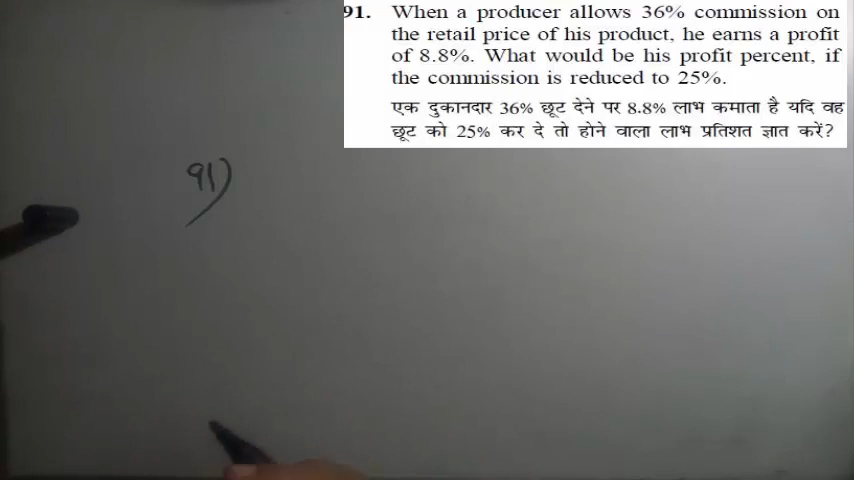 91. When a producer allows 36% commission on
the retail price of his product, he earns a profit
of 8.8%. What would be his profit percent, if
the commission is reduced to 25%.
एक दुकानदार 36% छूट देने पर 8.8% लाभ कमाता है यदि वह
छूट को 25% कर दे तो होने वाला लाभ प्रतिशत ज्ञात करें?
91)